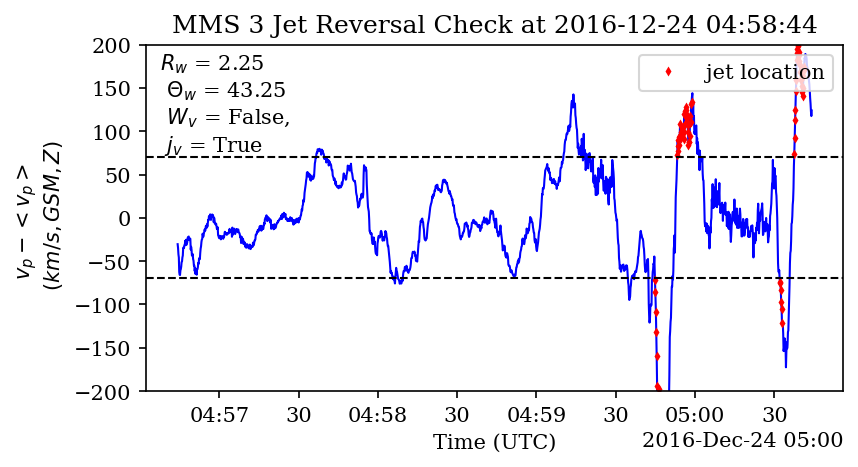 MMS 3 Jet Reversal Check at 2016-12-24 04:58:44
R_w = 2.25
Θ_w = 43.25
W_v = False,
j_v = True
jet location
v_p − <v_p>
(km/s, GSM, Z)
200
150
100
50
0
−50
−100
−150
−200
04:57 30 04:58 30 04:59 30 05:00 30
Time (UTC)
2016-Dec-24 05:00